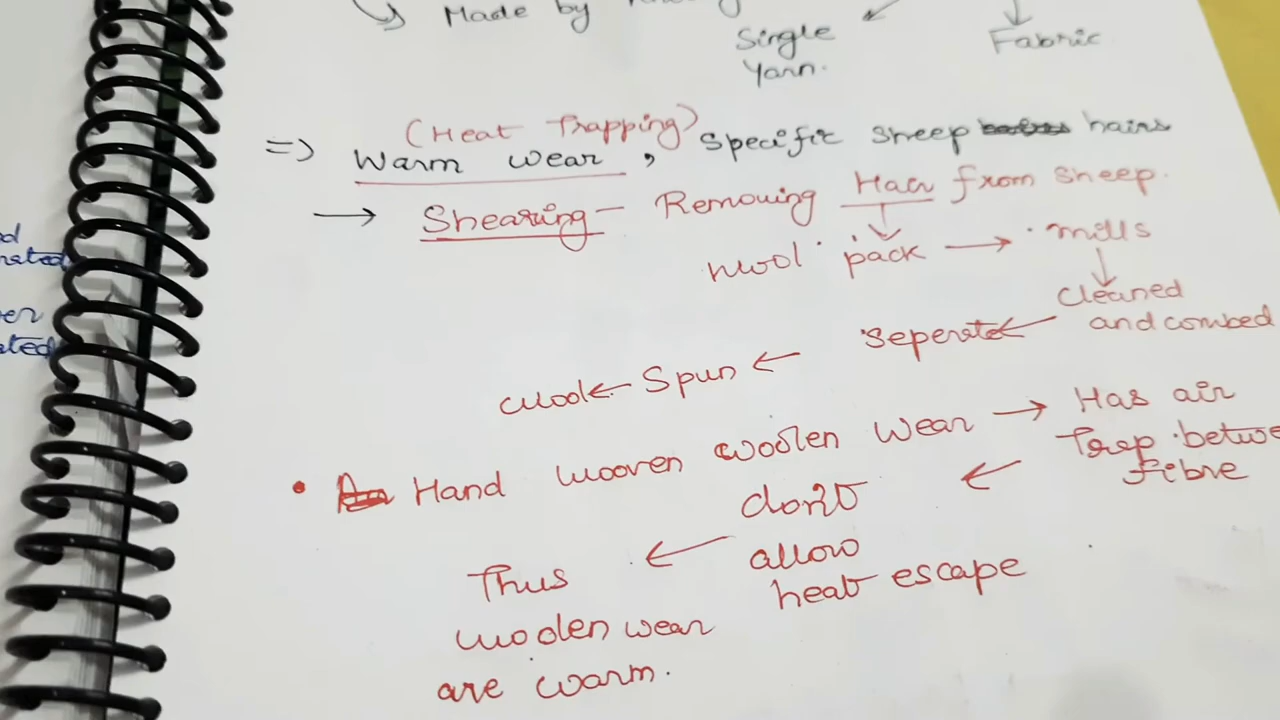 Made by
Single
Yarn.
Fabric
(Heat Trapping)
=> Warm wear, Specific sheep hairs
→ Shearing - Removing Hair from sheep.
wool pack → mills
cleaned
and combed
Seperate ←
wool ← Spun ←
• Hand wooven woolen wear → Has air
Trap betwe
fibre
don't ←
allow
heat escape
Thus ←
woolen wear
are warm.